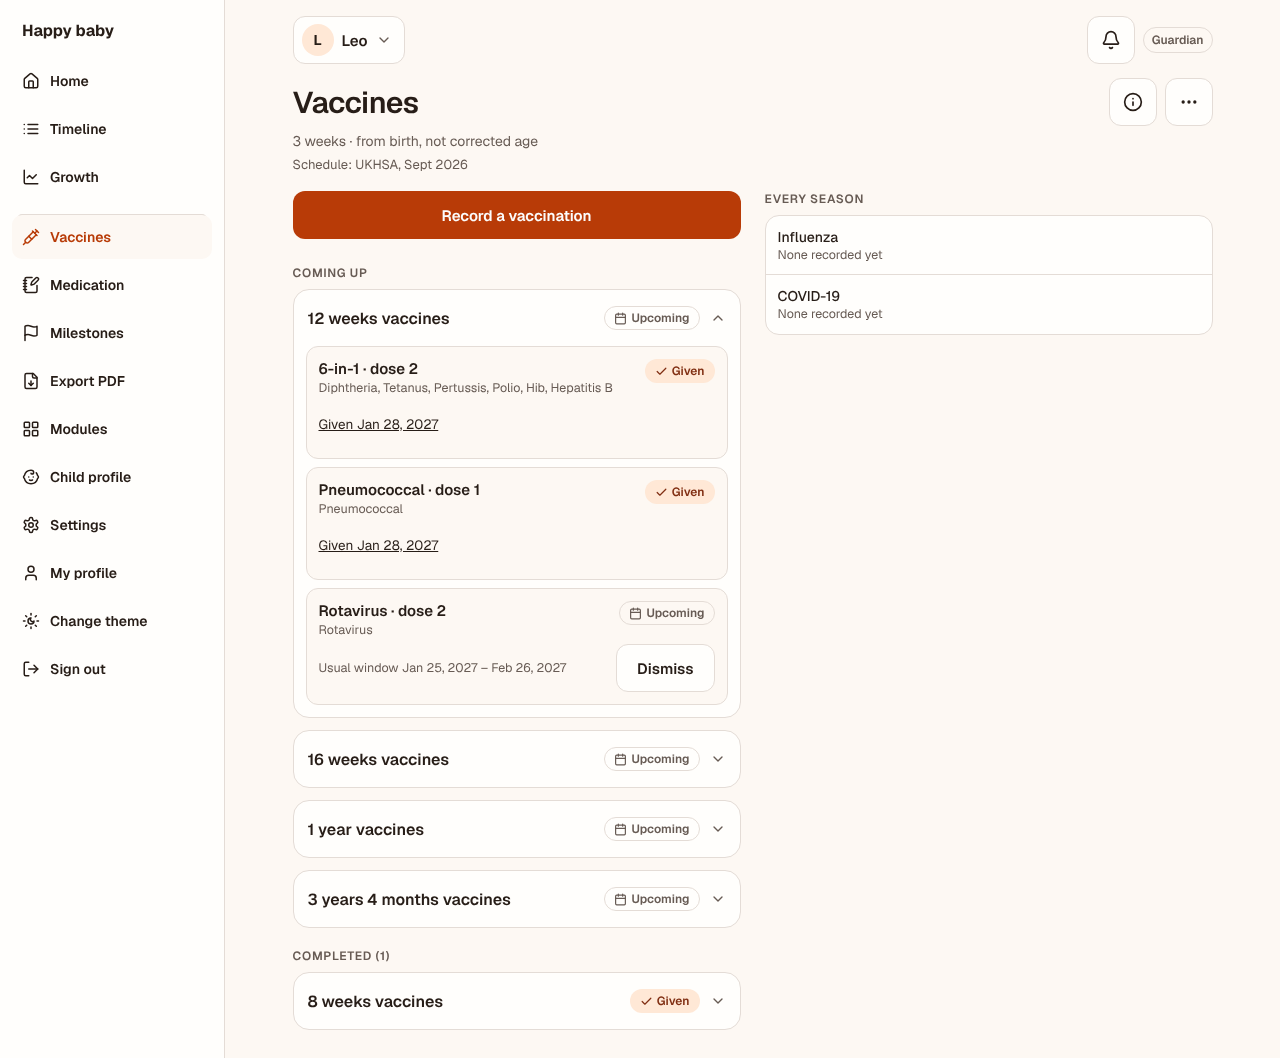 Happy baby
Home
Timeline
Growth
Vaccines
Medication
Milestones
Export PDF
Modules
Child profile
Settings
My profile
Change theme
Sign out
L Leo
Guardian
Vaccines
3 weeks · from birth, not corrected age
Schedule: UKHSA, Sept 2026
Record a vaccination
COMING UP
12 weeks vaccines Upcoming
6-in-1 · dose 2 Given
Diphtheria, Tetanus, Pertussis, Polio, Hib, Hepatitis B
Given Jan 28, 2027
Pneumococcal · dose 1 Given
Pneumococcal
Given Jan 28, 2027
Rotavirus · dose 2 Upcoming
Rotavirus
Usual window Jan 25, 2027 – Feb 26, 2027 Dismiss
16 weeks vaccines Upcoming
1 year vaccines Upcoming
3 years 4 months vaccines Upcoming
COMPLETED (1)
8 weeks vaccines Given
EVERY SEASON
Influenza
None recorded yet
COVID-19
None recorded yet